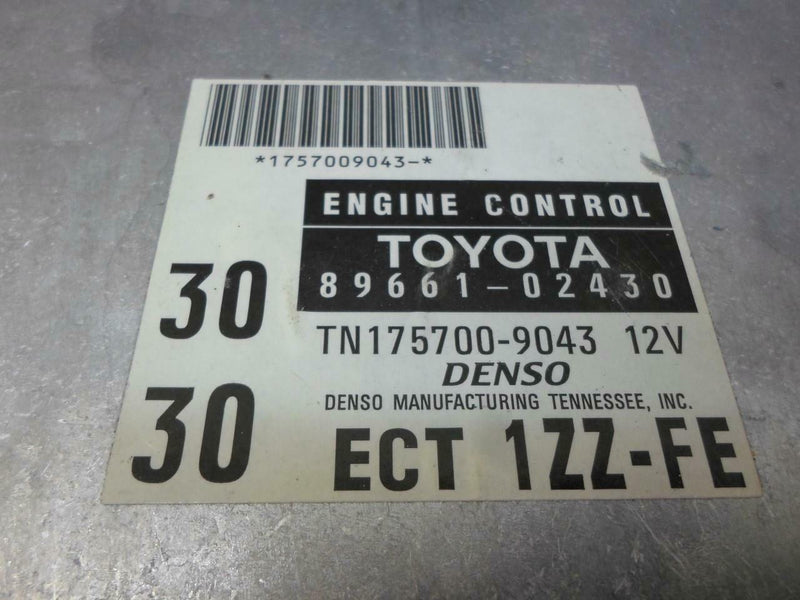 *1757009043-*
ENGINE CONTROL
TOYOTA
89661-02430
30
TN175700-9043 12V
DENSO
DENSO MANUFACTURING TENNESSEE, INC.
30
ECT 1ZZ-FE